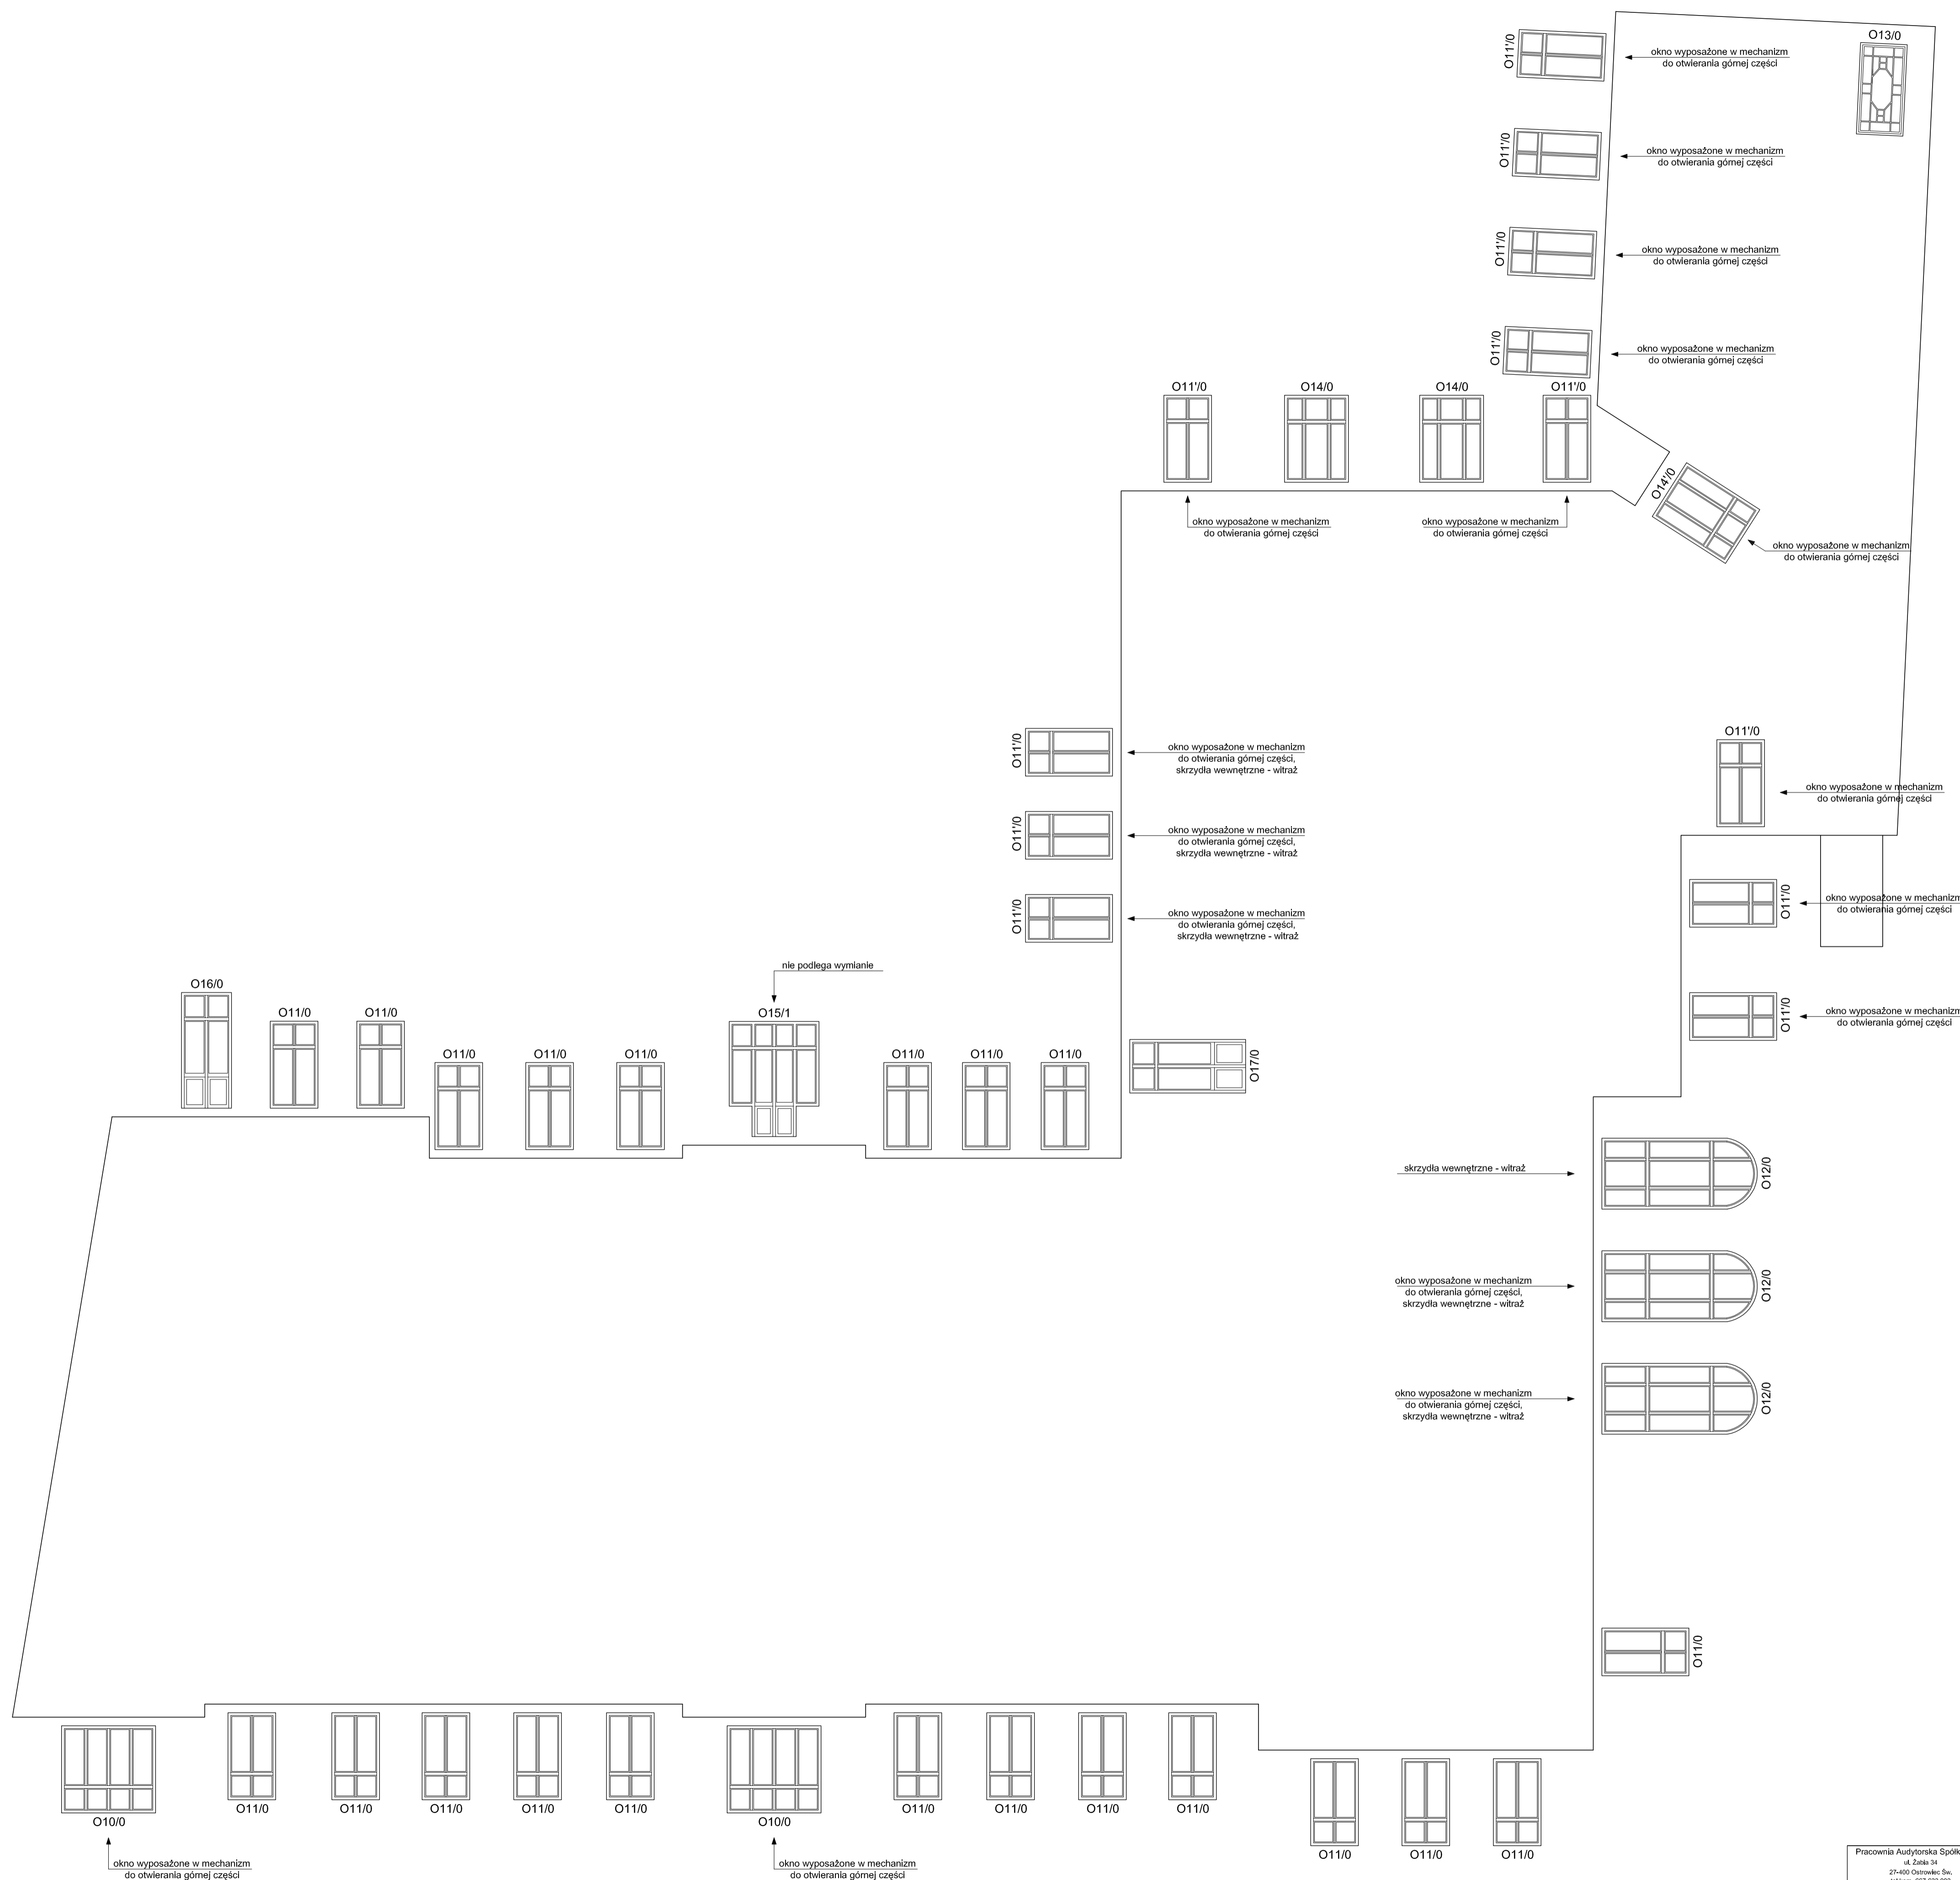 O13/0
O11'/0
okno wyposażone w mechanizm
do otwierania górnej części
O11'/0
okno wyposażone w mechanizm
do otwierania górnej części
O11'/0
okno wyposażone w mechanizm
do otwierania górnej części
O11'/0
okno wyposażone w mechanizm
do otwierania górnej części
O11'/0
O14/0
O14/0
O11'/0
okno wyposażone w mechanizm
do otwierania górnej części
okno wyposażone w mechanizm
do otwierania górnej części
O14'/0
okno wyposażone w mechanizm
do otwierania górnej części
O11'/0
okno wyposażone w mechanizm
do otwierania górnej części,
skrzydła wewnętrzne - witraż
O11'/0
okno wyposażone w mechanizm
do otwierania górnej części
O11'/0
okno wyposażone w mechanizm
do otwierania górnej części,
skrzydła wewnętrzne - witraż
O11'/0
okno wyposażone w mechanizm
do otwierania górnej części,
skrzydła wewnętrzne - witraż
O11'/0
okno wyposażone w mechanizm
do otwierania górnej części
O11'/0
okno wyposażone w mechanizm
do otwierania górnej części
nie podlega wymianie
O16/0
O11/0
O11/0
O15/1
O11/0
O11/0
O11/0
O11/0
O11/0
O11/0
O17/0
skrzydła wewnętrzne - witraż
O12/0
okno wyposażone w mechanizm
do otwierania górnej części,
skrzydła wewnętrzne - witraż
O12/0
okno wyposażone w mechanizm
do otwierania górnej części,
skrzydła wewnętrzne - witraż
O12/0
O11/0
O10/0
O11/0
O11/0
O11/0
O11/0
O11/0
O10/0
O11/0
O11/0
O11/0
O11/0
O11/0
O11/0
O11/0
okno wyposażone w mechanizm
do otwierania górnej części
okno wyposażone w mechanizm
do otwierania górnej części
Pracownia Audytorska Spółk
ul. Żabia 34
27-400 Ostrowiec Św.